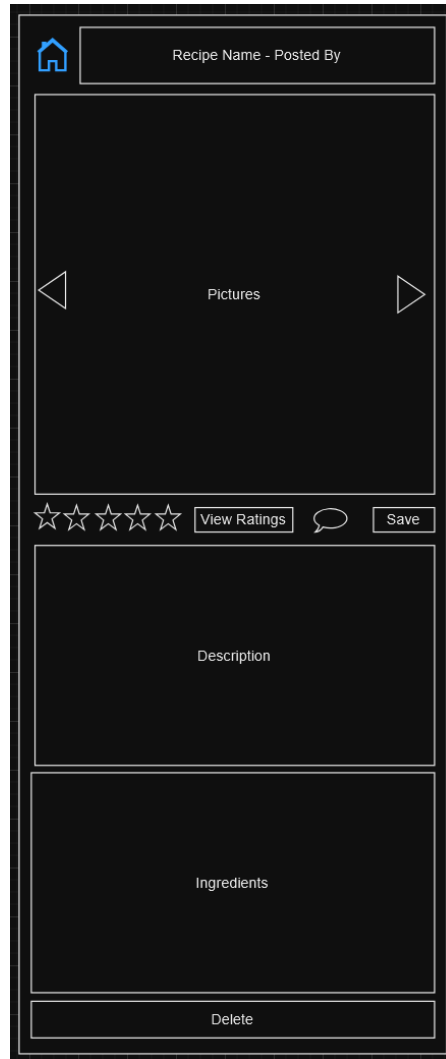 Recipe Name - Posted By
Pictures
View Ratings
Save
Description
Ingredients
Delete